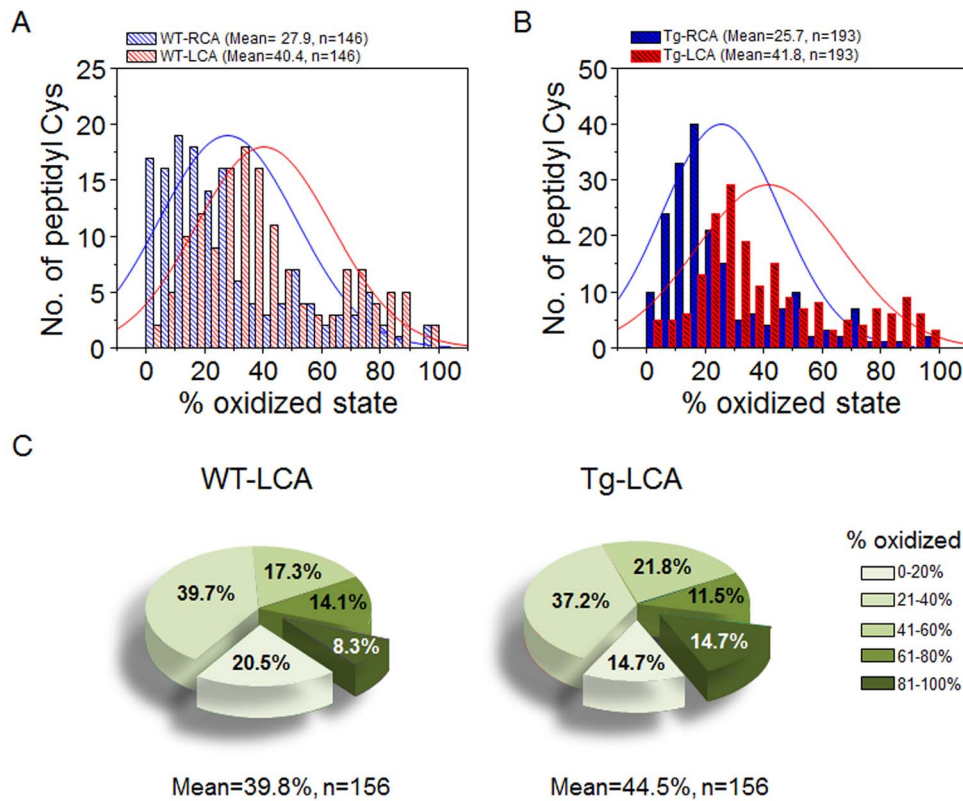 A
WT-RCA (Mean= 27.9, n=146)
WT-LCA (Mean=40.4, n=146)
25
20
15
10
5
0
No. of peptidyl Cys
0 20 40 60 80 100
% oxidized state
B
Tg-RCA (Mean=25.7, n=193)
Tg-LCA (Mean=41.8, n=193)
50
40
30
20
10
0
No. of peptidyl Cys
0 20 40 60 80 100
% oxidized state
C
WT-LCA
39.7%
17.3%
14.1%
8.3%
20.5%
Mean=39.8%, n=156
Tg-LCA
37.2%
21.8%
11.5%
14.7%
14.7%
Mean=44.5%, n=156
% oxidized
0-20%
21-40%
41-60%
61-80%
81-100%